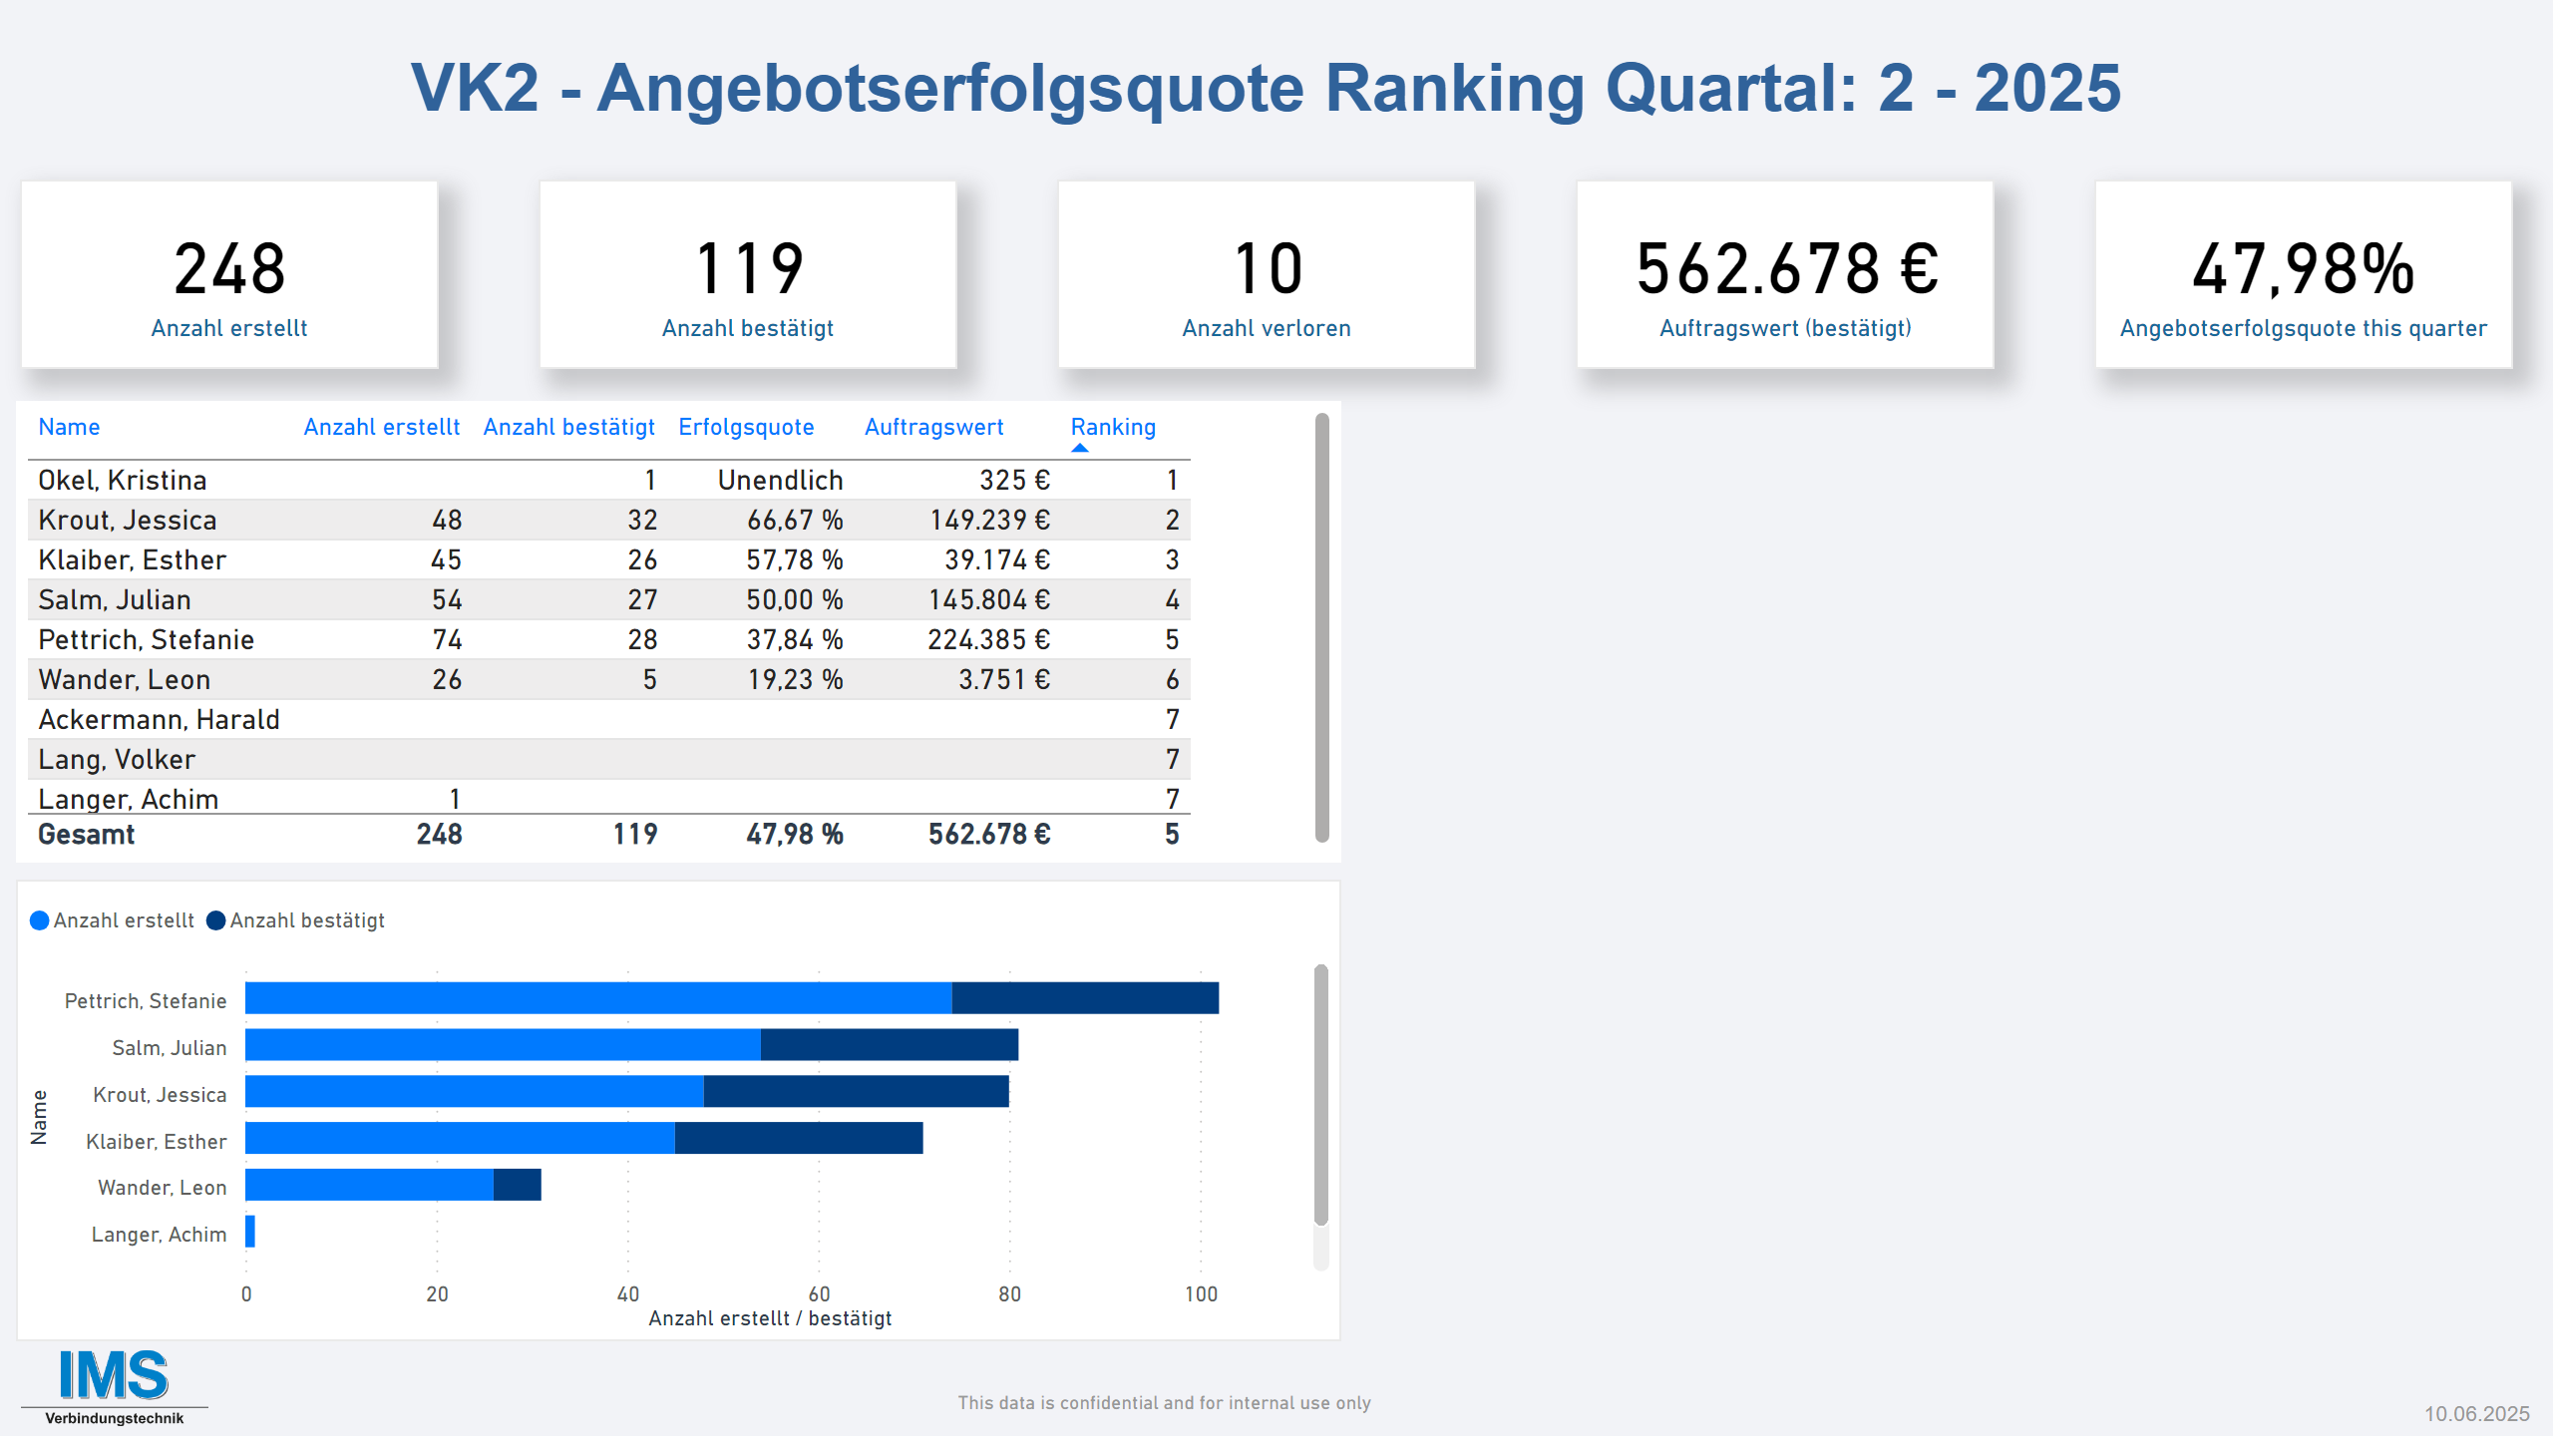 VK2 - Angebotserfolgsquote Ranking Quartal: 2 - 2025
248
Anzahl erstellt
119
Anzahl bestätigt
10
Anzahl verloren
562.678 €
Auftragswert (bestätigt)
47,98%
Angebotserfolgsquote this quarter
Name Anzahl erstellt Anzahl bestätigt Erfolgsquote Auftragswert Ranking
Okel, Kristina 1 Unendlich 325 € 1
Krout, Jessica 48 32 66,67 % 149.239 € 2
Klaiber, Esther 45 26 57,78 % 39.174 € 3
Salm, Julian 54 27 50,00 % 145.804 € 4
Pettrich, Stefanie 74 28 37,84 % 224.385 € 5
Wander, Leon 26 5 19,23 % 3.751 € 6
Ackermann, Harald 7
Lang, Volker 7
Langer, Achim 1 7
Gesamt 248 119 47,98 % 562.678 € 5
Anzahl erstellt Anzahl bestätigt
Name
Pettrich, Stefanie
Salm, Julian
Krout, Jessica
Klaiber, Esther
Wander, Leon
Langer, Achim
0 20 40 60 80 100
Anzahl erstellt / bestätigt
IMS
Verbindungstechnik
This data is confidential and for internal use only
10.06.2025